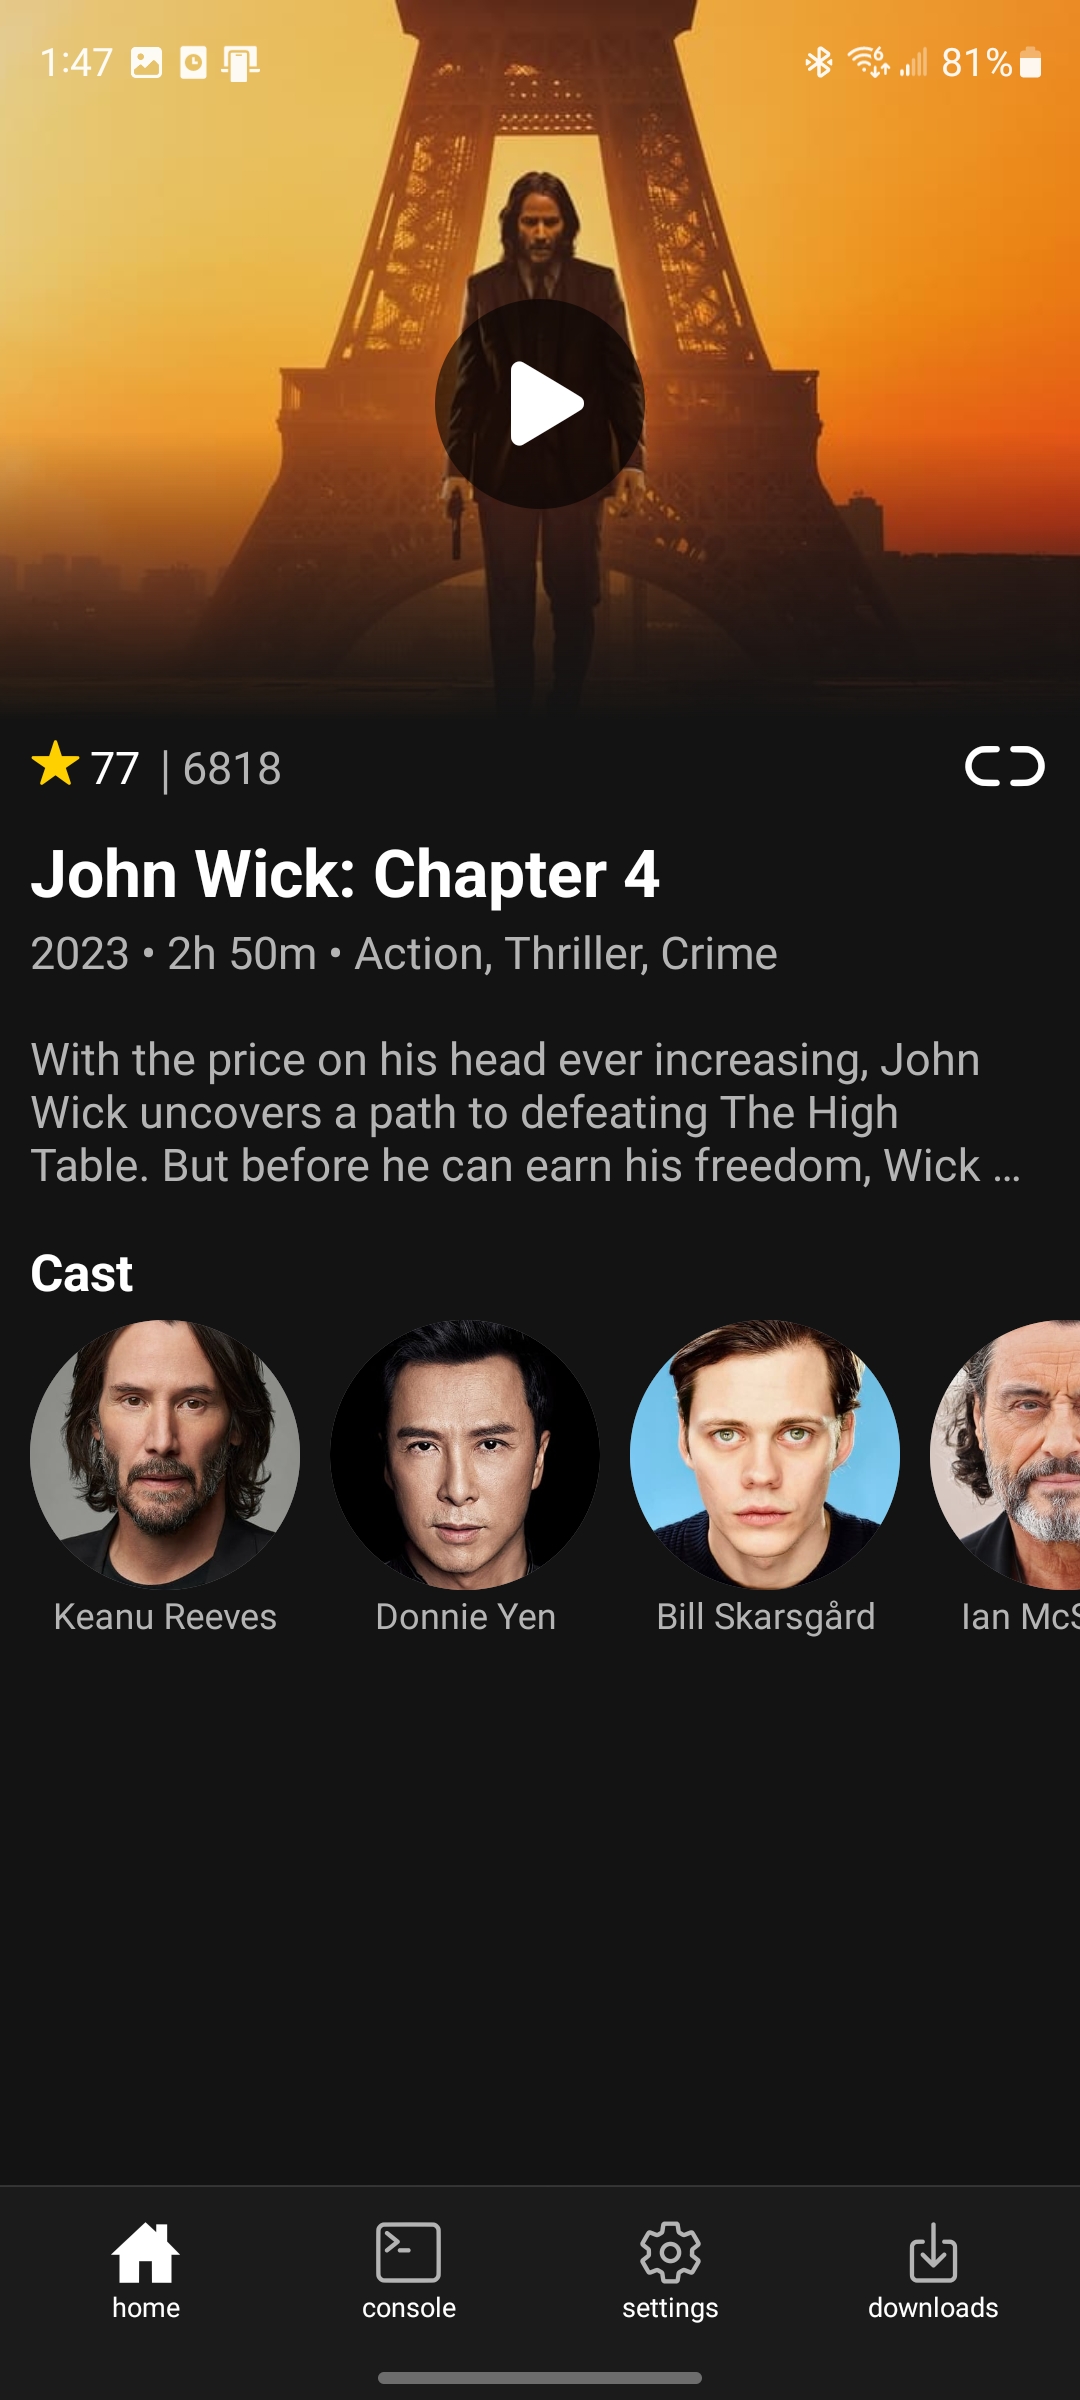 1:47
6
81%
77 | 6818
John Wick: Chapter 4
2023 • 2h 50m • Action, Thriller, Crime
With the price on his head ever increasing, John
Wick uncovers a path to defeating The High
Table. But before he can earn his freedom, Wick ...
Cast
Keanu Reeves
Donnie Yen
Bill Skarsgård
Ian
home
console
settings
downloads